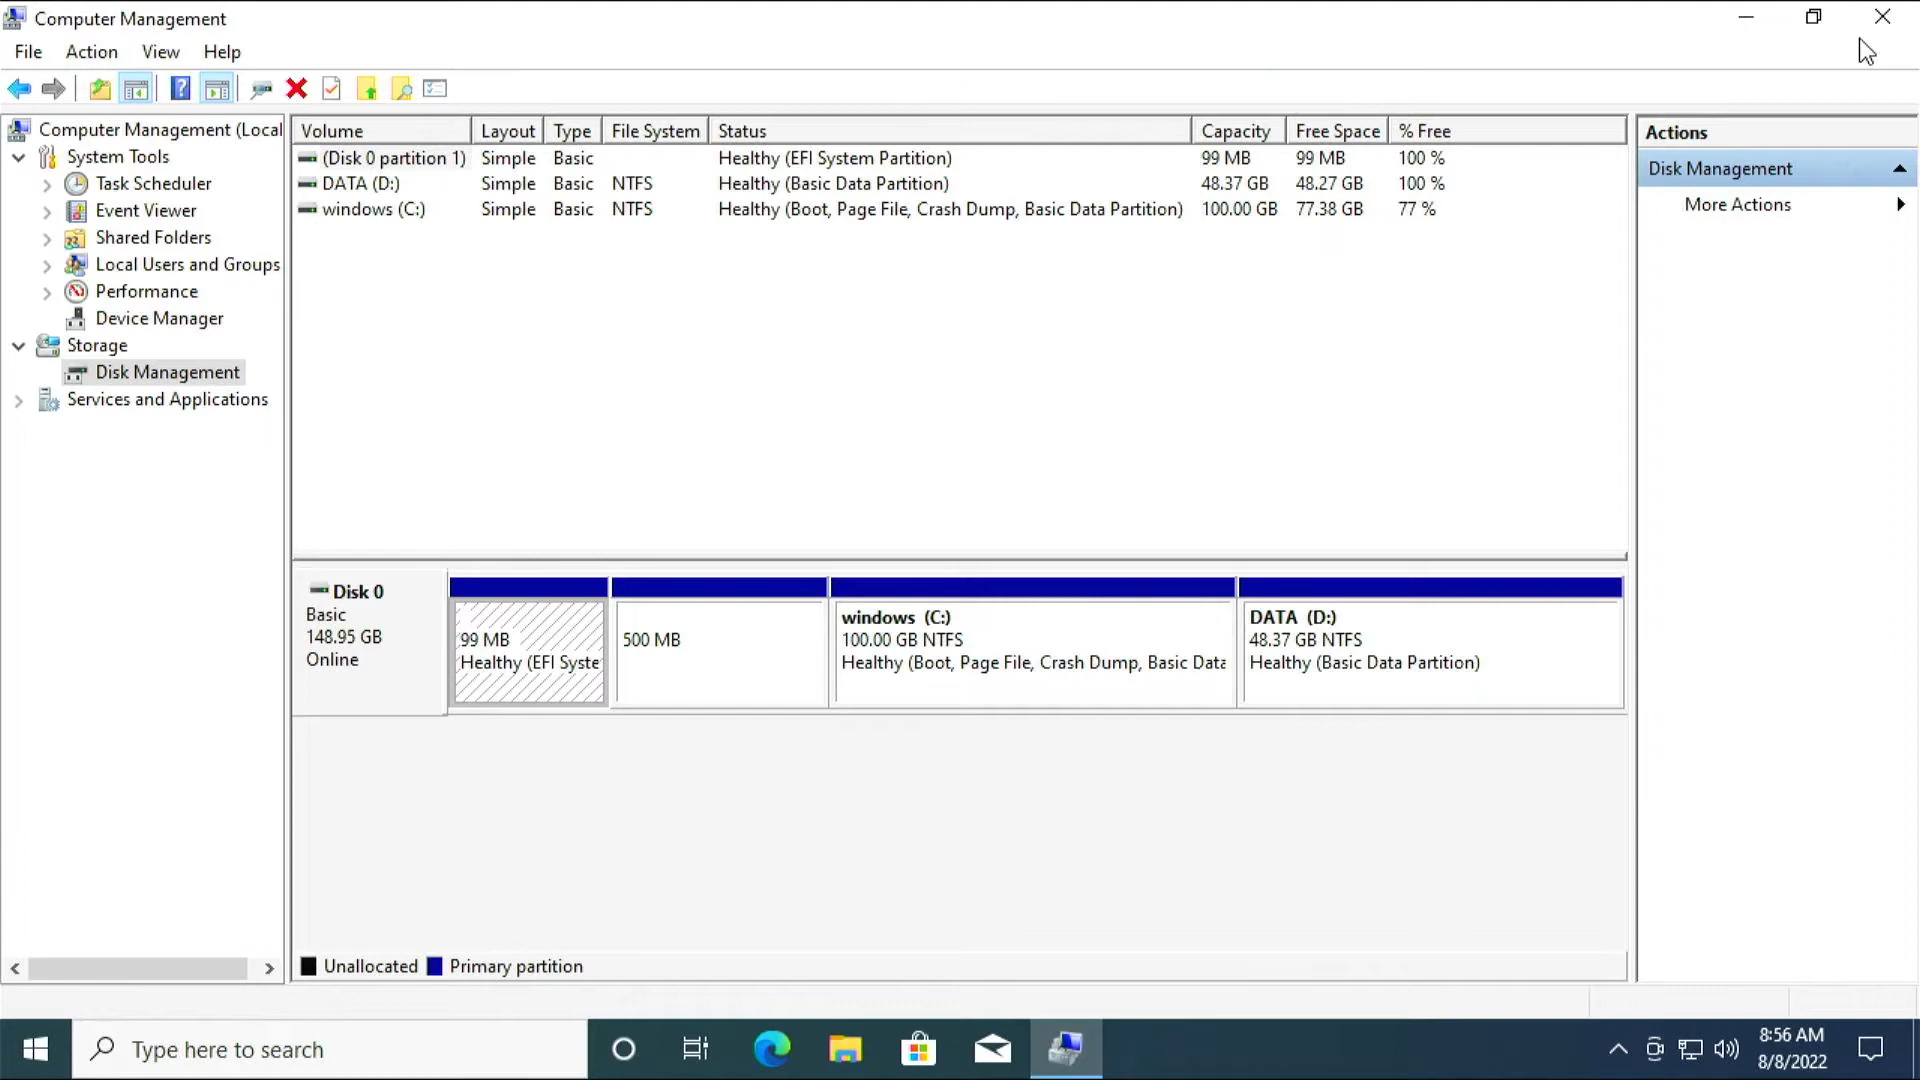 Computer Management
File Action View Help
Computer Management (Local
System Tools
Task Scheduler
Event Viewer
Shared Folders
Local Users and Groups
Performance
Device Manager
Storage
Disk Management
Services and Applications
Volume Layout Type File System Status Capacity Free Space % Free
(Disk 0 partition 1) Simple Basic Healthy (EFI System Partition) 99 MB 99 MB 100 %
DATA (D:) Simple Basic NTFS Healthy (Basic Data Partition) 48.37 GB 48.27 GB 100 %
windows (C:) Simple Basic NTFS Healthy (Boot, Page File, Crash Dump, Basic Data Partition) 100.00 GB 77.38 GB 77 %
Disk 0
Basic
148.95 GB
Online
99 MB
Healthy (EFI Syste
500 MB
windows (C:)
100.00 GB NTFS
Healthy (Boot, Page File, Crash Dump, Basic Data
DATA (D:)
48.37 GB NTFS
Healthy (Basic Data Partition)
Unallocated Primary partition
Actions
Disk Management
More Actions
Type here to search
8:56 AM
8/8/2022